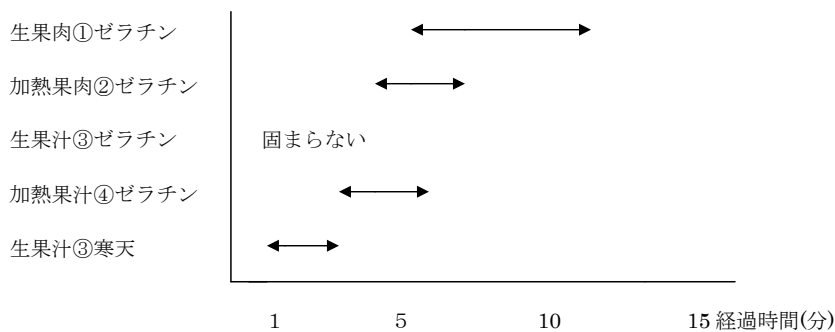 生果肉①ゼラチン
加熱果肉②ゼラチン
生果汁③ゼラチン 固まらない
加熱果汁④ゼラチン
生果汁③寒天
1 5 10 15 経過時間(分)